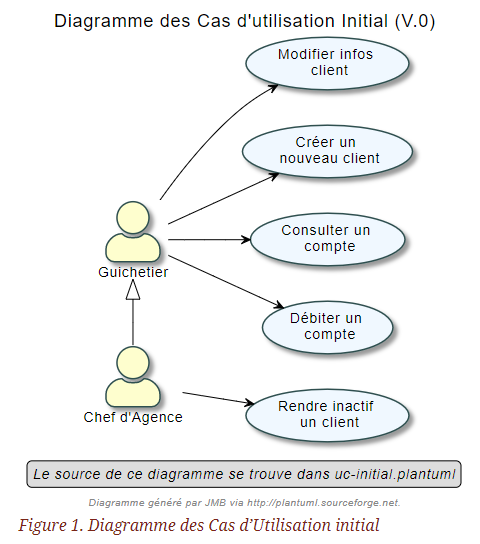 Diagramme des Cas d'utilisation Initial (V.0)
Modifier infos
client
Créer un
nouveau client
Consulter un
compte
Guichetier
Débiter un
compte
Chef d'Agence
Rendre inactif
un client
Le source de ce diagramme se trouve dans uc-initial.plantuml
Diagramme généré par JMB via http://plantuml.sourceforge.net.
Figure 1. Diagramme des Cas d’Utilisation initial